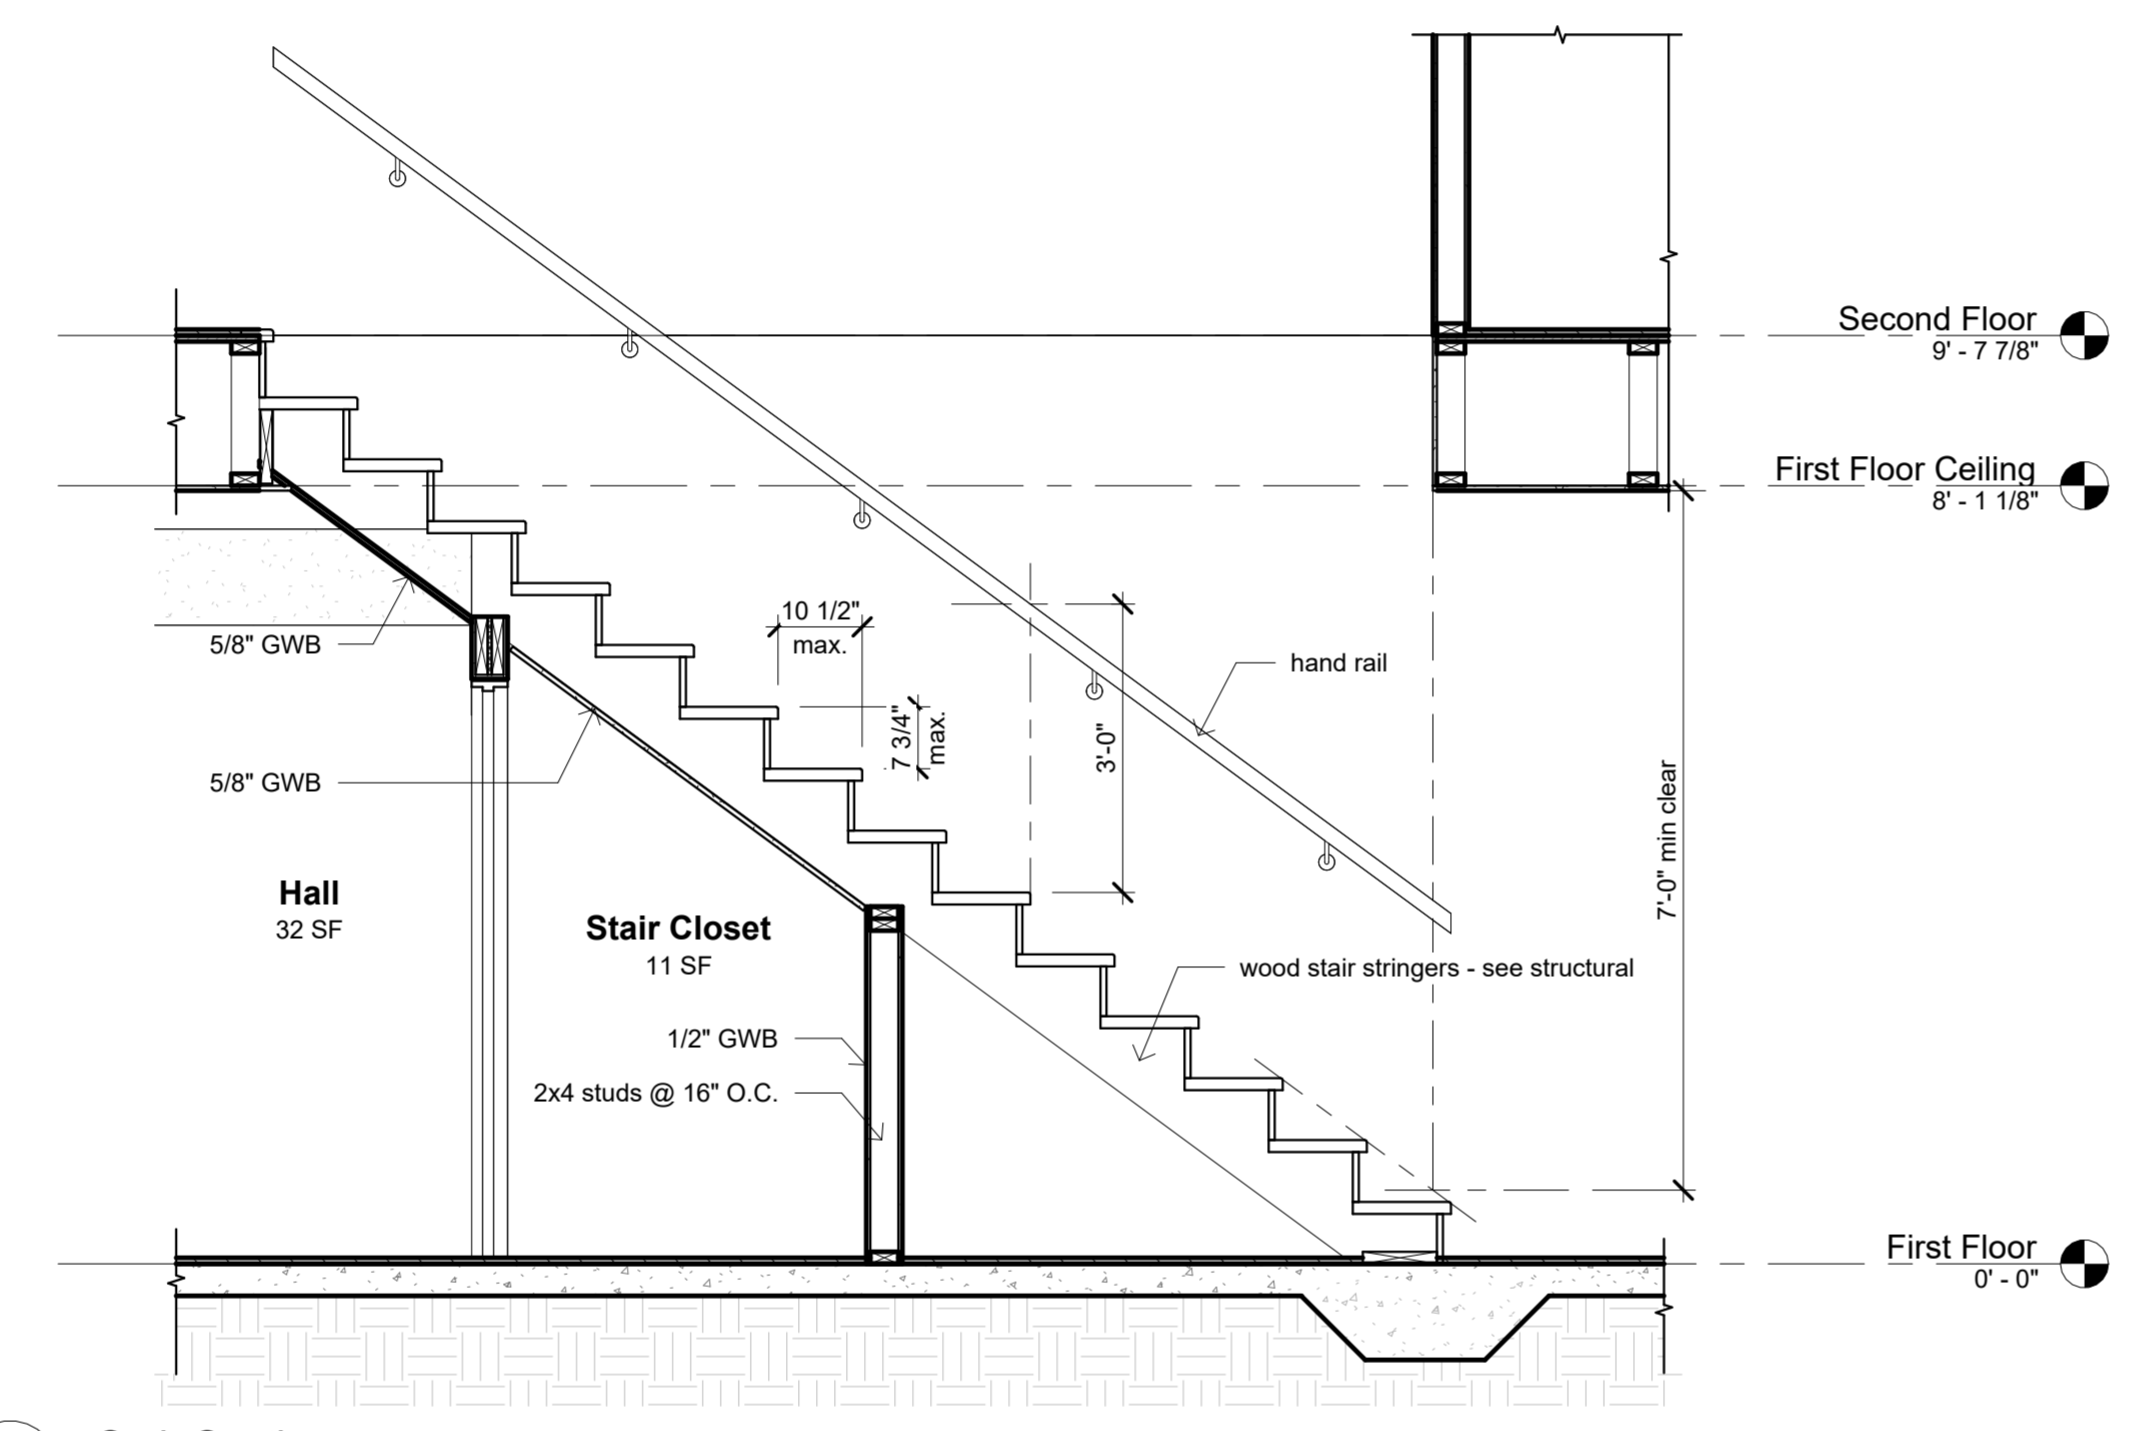 Second Floor
9' - 7 7/8"
First Floor Ceiling
8' - 1 1/8"
10 1/2"
max.
5/8" GWB
hand rail
7 3/4"
max.
3'-0"
5/8" GWB
7'-0" min clear
Hall
32 SF
Stair Closet
11 SF
wood stair stringers - see structural
1/2" GWB
2x4 studs @ 16" O.C.
First Floor
0' - 0"